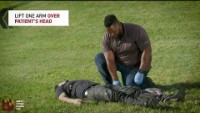 LIFT ONE ARM OVER
PATIENT'S HEAD